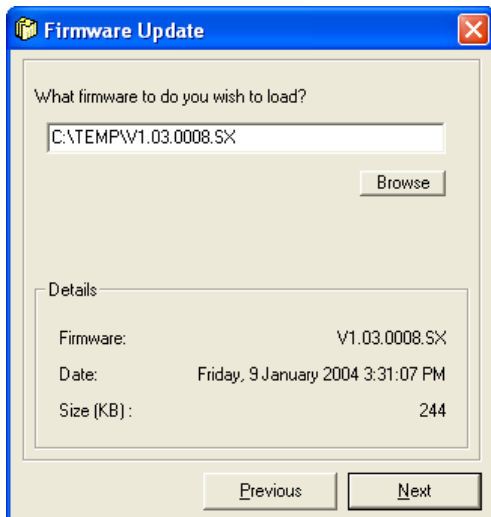 Firmware Update
What firmware to do you wish to load?
C:\TEMP\V1.03.0008.SX
Browse
Details
Firmware: V1.03.0008.SX
Date: Friday, 9 January 2004 3:31:07 PM
Size (KB) : 244
Previous Next